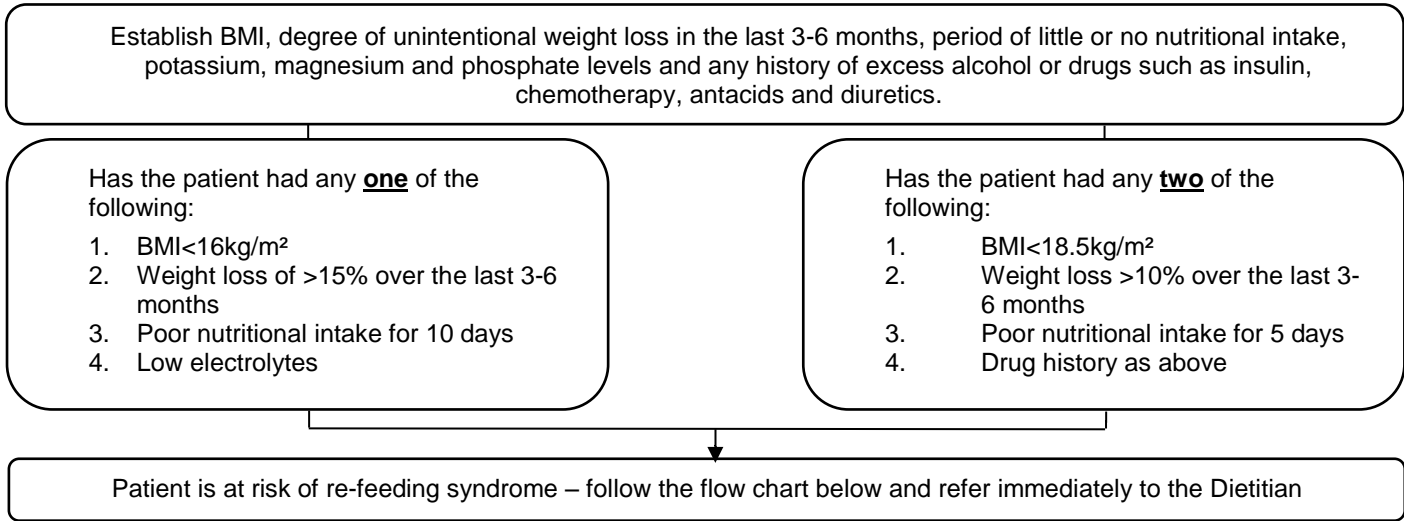 Establish BMI, degree of unintentional weight loss in the last 3-6 months, period of little or no nutritional intake,
potassium, magnesium and phosphate levels and any history of excess alcohol or drugs such as insulin,
chemotherapy, antacids and diuretics.
Has the patient had any one of the
following:
1. BMI<16kg/m²
2. Weight loss of >15% over the last 3-6
months
3. Poor nutritional intake for 10 days
4. Low electrolytes
Has the patient had any two of the
following:
1. BMI<18.5kg/m²
2. Weight loss >10% over the last 3-
6 months
3. Poor nutritional intake for 5 days
4. Drug history as above
Patient is at risk of re-feeding syndrome – follow the flow chart below and refer immediately to the Dietitian